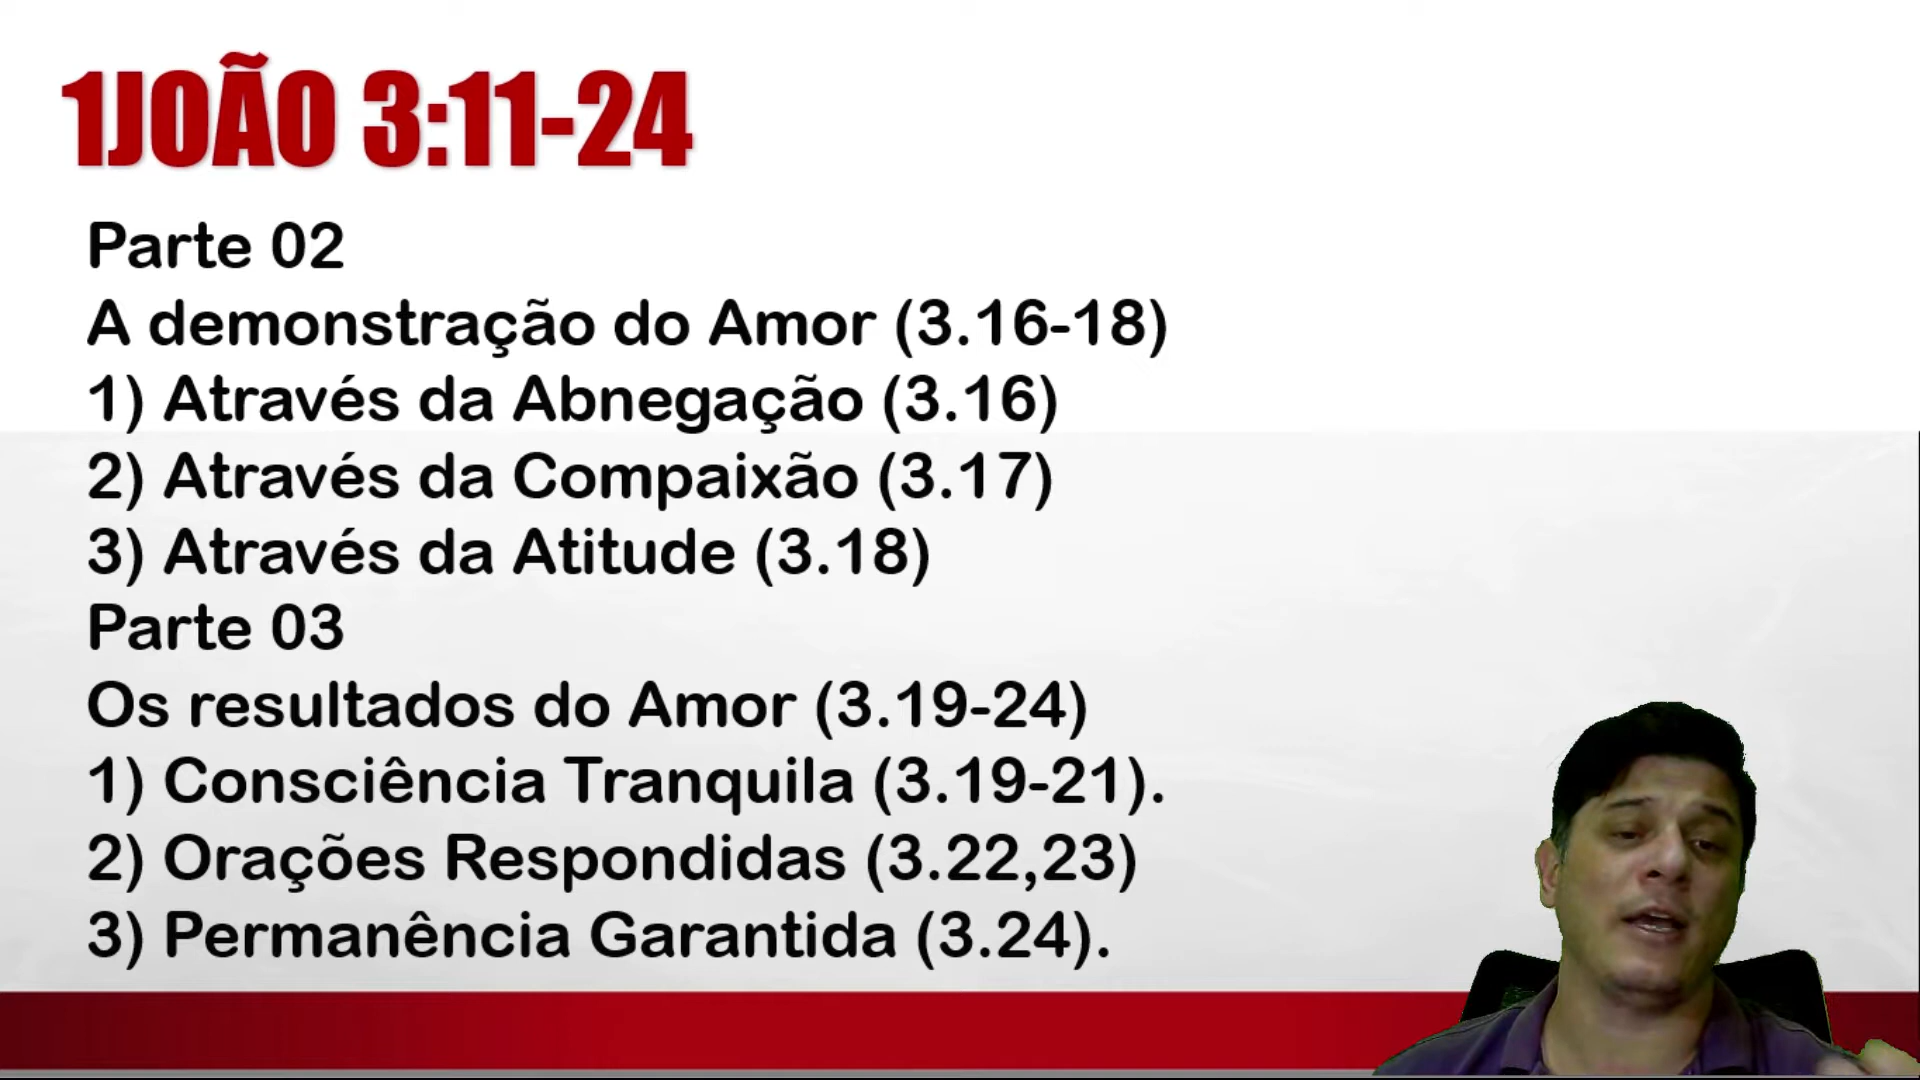 1JOÃO 3:11-24
Parte 02
A demonstração do Amor (3.16-18)
1) Através da Abnegação (3.16)
2) Através da Compaixão (3.17)
3) Através da Atitude (3.18)
Parte 03
Os resultados do Amor (3.19-24)
1) Consciência Tranquila (3.19-21).
2) Orações Respondidas (3.22,23)
3) Permanência Garantida (3.24).